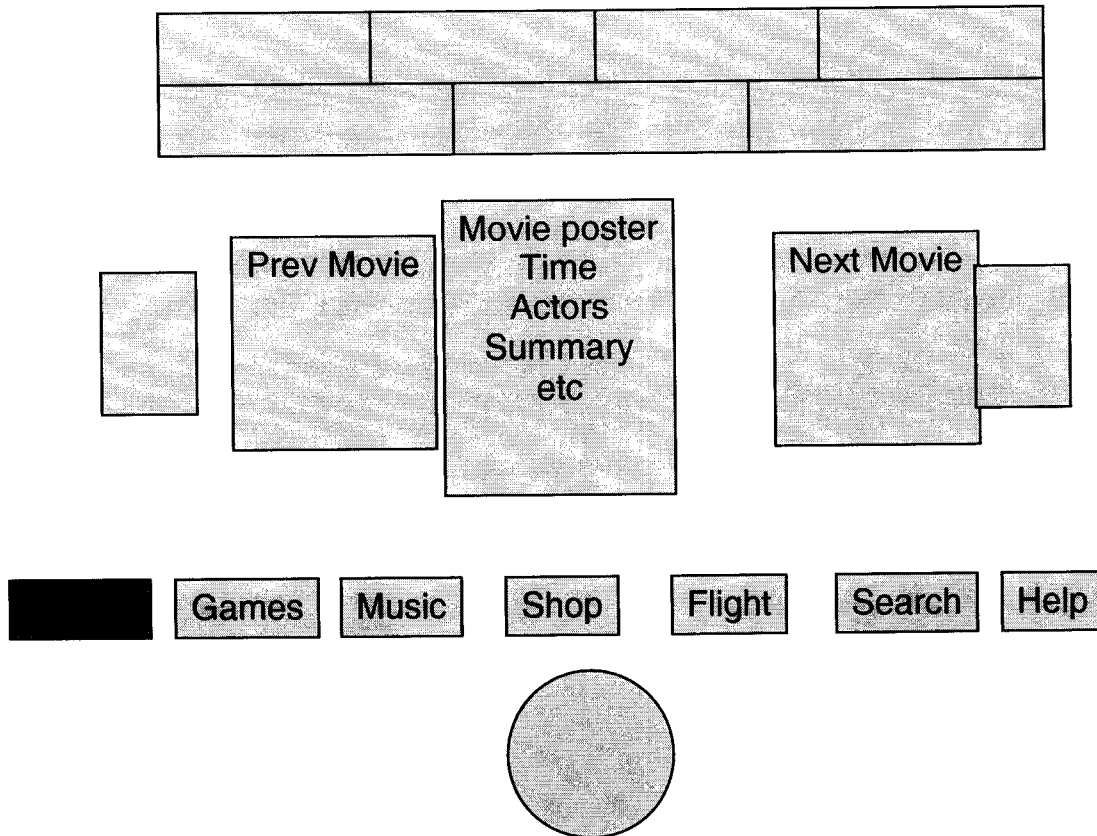 Prev Movie
Movie poster
Time
Actors
Summary
etc
Next Movie
Games
Music
Shop
Flight
Search
Help